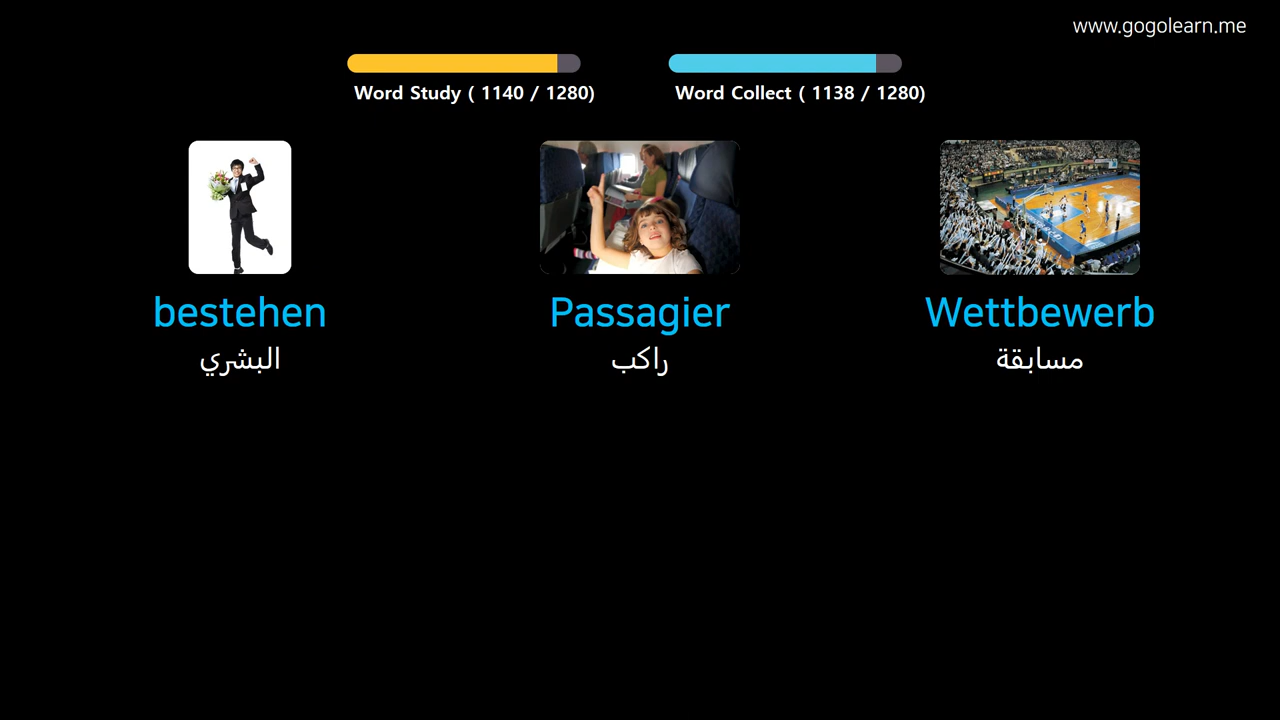 www.gogolearn.me
Word Study ( 1140 / 1280)
Word Collect ( 1138 / 1280)
bestehen
البشري
Passagier
راكب
Wettbewerb
مسابقة